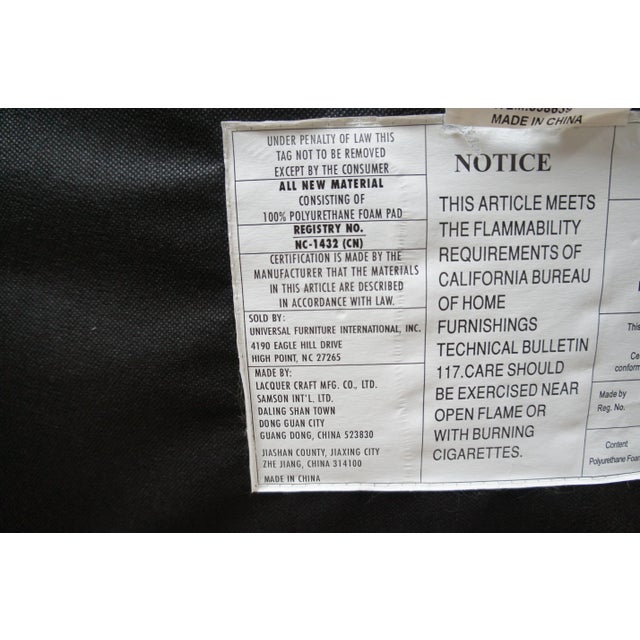 MADE IN CHINA
UNDER PENALTY OF LAW THIS
TAG NOT TO BE REMOVED
EXCEPT BY THE CONSUMER
ALL NEW MATERIAL
CONSISTING OF
100% POLYURETHANE FOAM PAD
REGISTRY NO.
NC-1432 (CN)
CERTIFICATION IS MADE BY THE
MANUFACTURER THAT THE MATERIALS
IN THIS ARTICLE ARE DESCRIBED
IN ACCORDANCE WITH LAW.
SOLD BY:
UNIVERSAL FURNITURE INTERNATIONAL, INC.
4190 EAGLE HILL DRIVE
HIGH POINT, NC 27265
MADE BY:
LACQUER CRAFT MFG. CO., LTD.
SAMSON INT'L. LTD.
DALING SHAN TOWN
DONG GUAN CITY
GUANG DONG, CHINA 523830
JIASHAN COUNTY, JIAXING CITY
ZHE JIANG, CHINA 314100
MADE IN CHINA
NOTICE
THIS ARTICLE MEETS
THE FLAMMABILITY
REQUIREMENTS OF
CALIFORNIA BUREAU
OF HOME
FURNISHINGS
TECHNICAL BULLETIN
117.CARE SHOULD
BE EXERCISED NEAR
OPEN FLAME OR
WITH BURNING
CIGARETTES.
This
Ce
conform
Made by
Reg. No.
Content
Polyurethane Foam